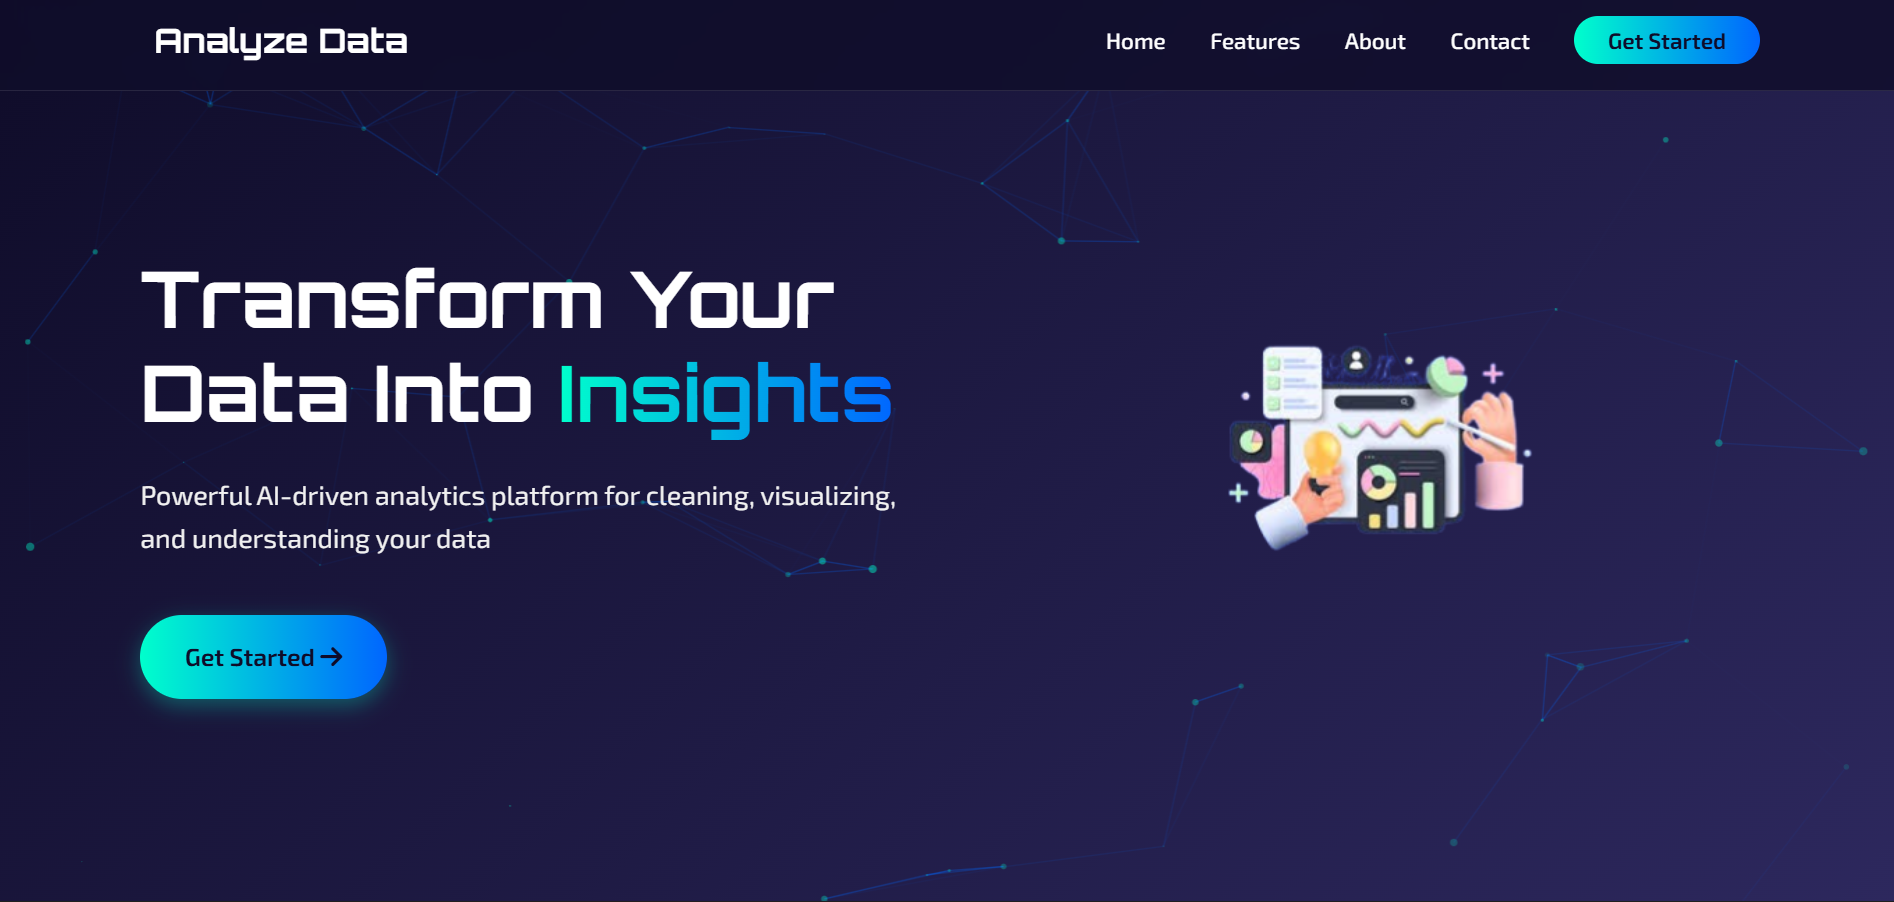 Analyze Data
Home Features About Contact Get Started
Transform Your
Data Into Insights
Powerful AI-driven analytics platform for cleaning, visualizing,
and understanding your data
Get Started